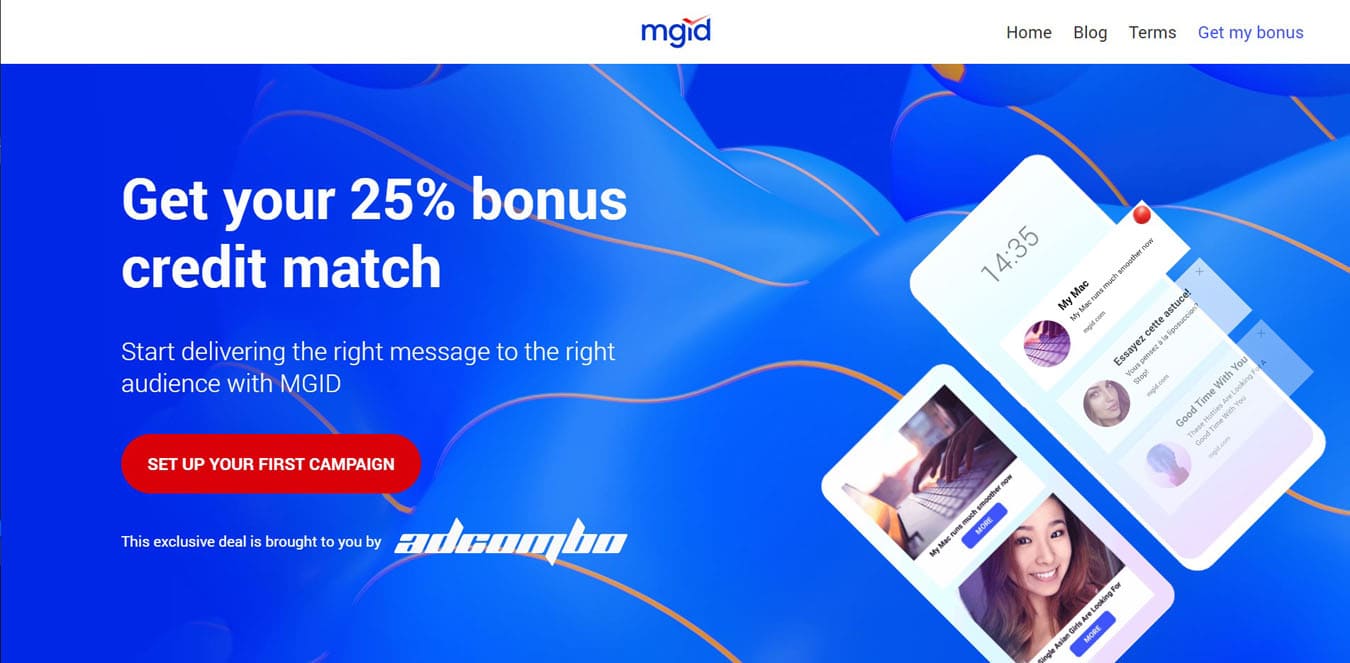 mgid
Home Blog Terms Get my bonus
Get your 25% bonus
credit match
Start delivering the right message to the right
audience with MGID
SET UP YOUR FIRST CAMPAIGN
This exclusive deal is brought to you by adcombo
14:35
My Mac
My Mac runs much smoother now
mgid.com
Essayez cette astuce!
Vous pensez à la liposuccion?
Stop!
mgid.com
Good Time With You
These Hotties Are Looking For A
Good Time With You
mgid.com
My Mac runs much smoother now
MORE
Single Asian Girls Are Looking For
MORE